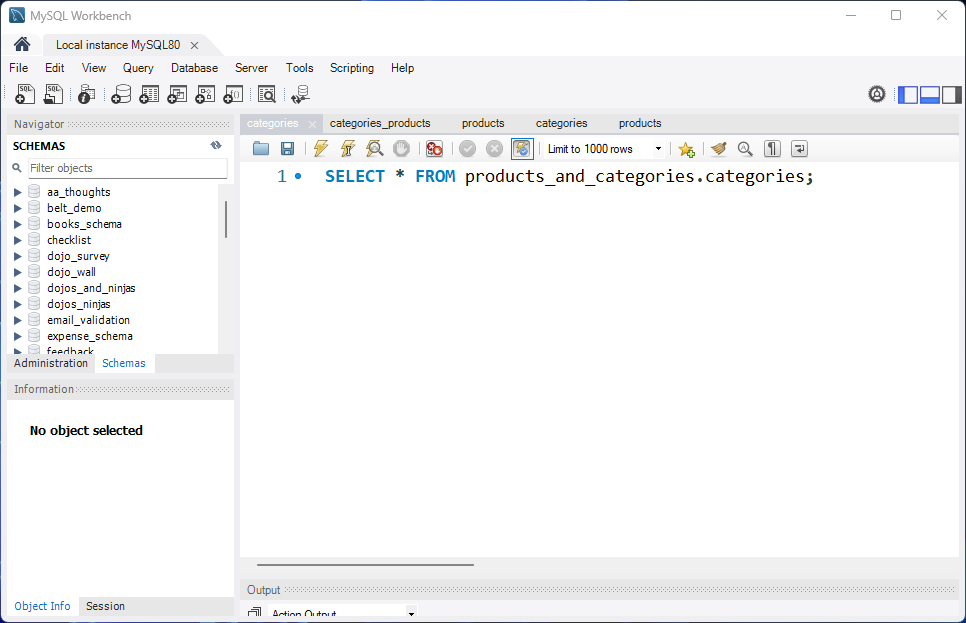 MySQL Workbench
Local instance MySQL80
File Edit View Query Database Server Tools Scripting Help
SQL SQL
Navigator
SCHEMAS
Filter objects
aa_thoughts
belt_demo
books_schema
checklist
dojo_survey
dojo_wall
dojos_and_ninjas
dojos_ninjas
email_validation
expense_schema
feedback
Administration Schemas
Information
No object selected
Object Info Session
categories categories_products products categories products
Limit to 1000 rows
1 SELECT * FROM products_and_categories.categories;
Output
Action Output